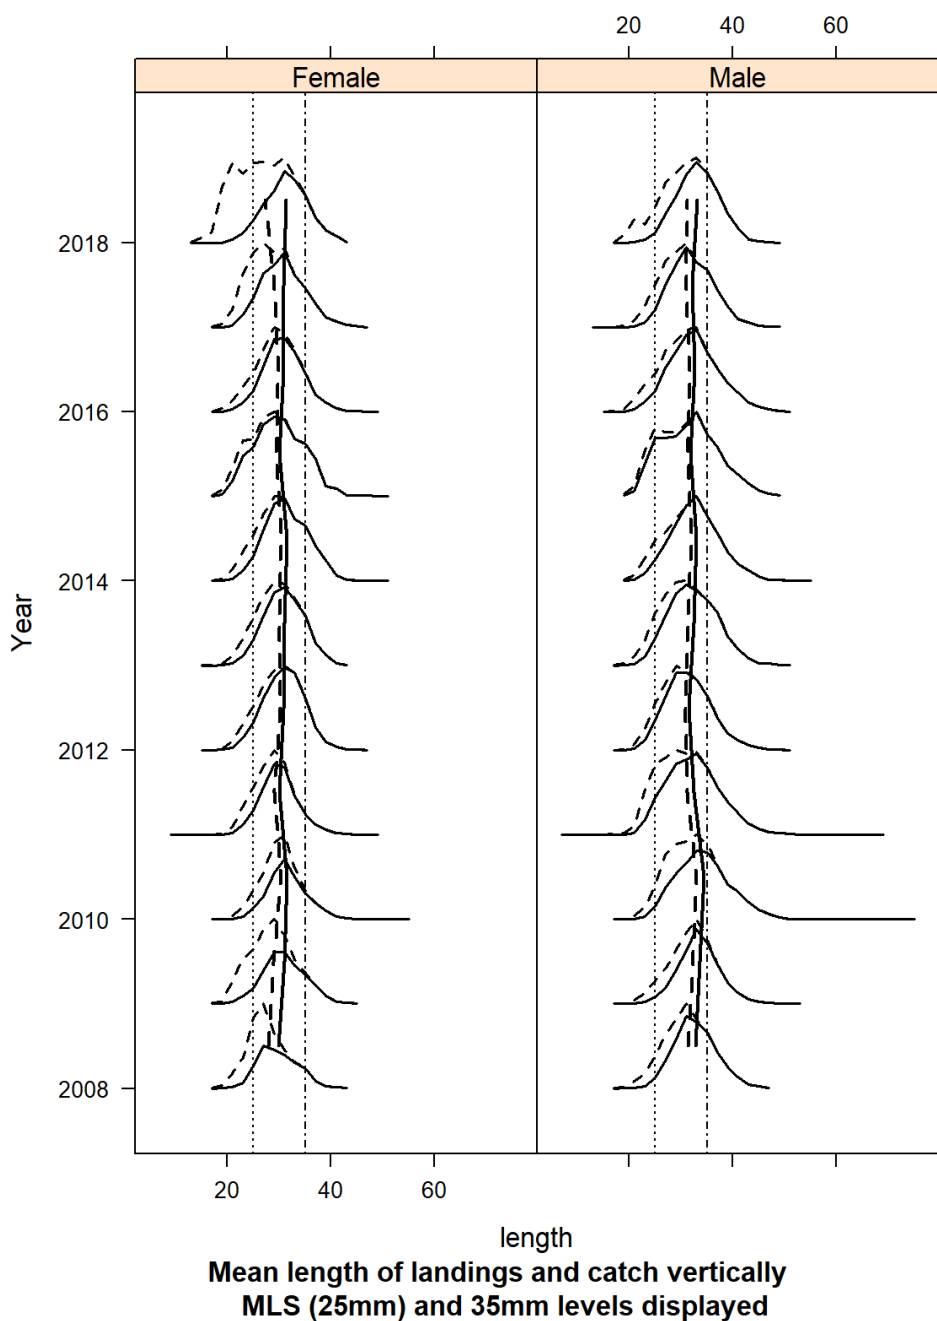 20 40 60
Female Male
2018
2016
2014
2012
2010
2008
Year
20 40 60
length
Mean length of landings and catch vertically
MLS (25mm) and 35mm levels displayed